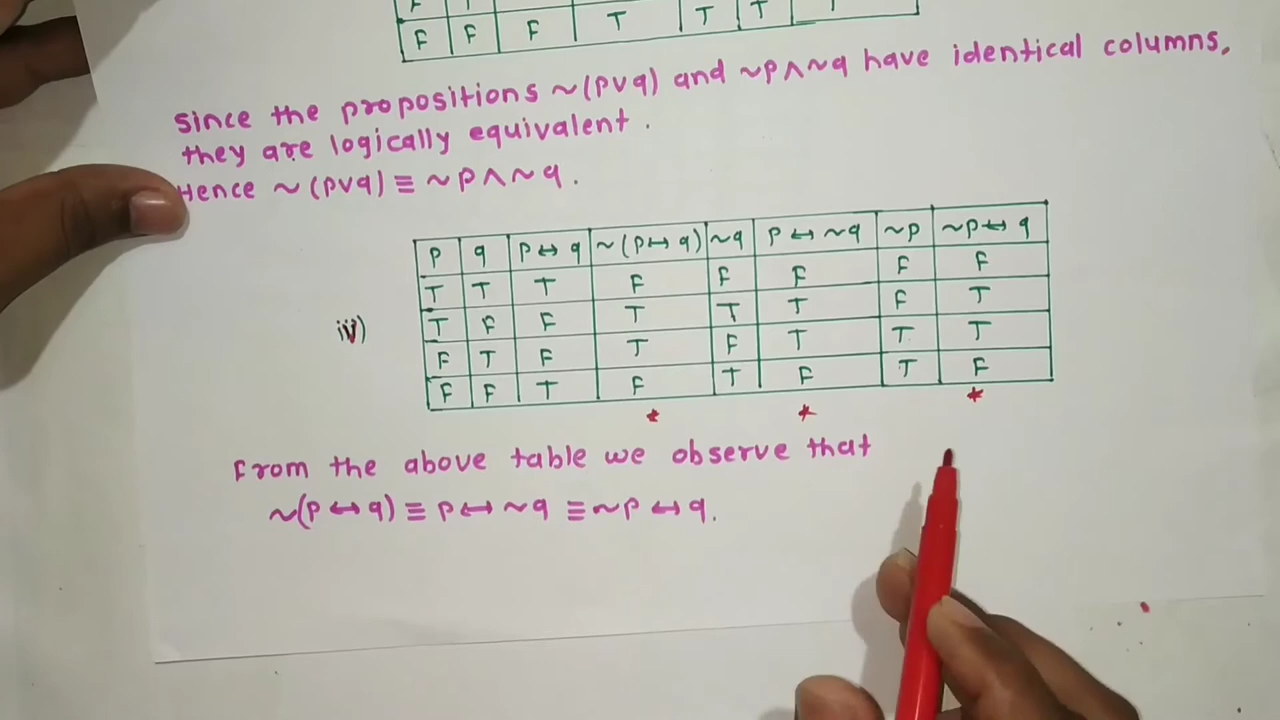 F F F T T T T
since the propositions ~(p∨q) and ~p∧~q have identical columns,
they are logically equivalent.
Hence ~(p∨q) ≡ ~p∧~q.
p q p↔q ~(p↔q) ~q p↔~q ~p ~p↔q
T T T F F F F F
iv) T F F T T T F T
F T F T F T T T
F F T F T F T F
* * *
From the above table we observe that
~(p↔q) ≡ p↔~q ≡ ~p↔q.